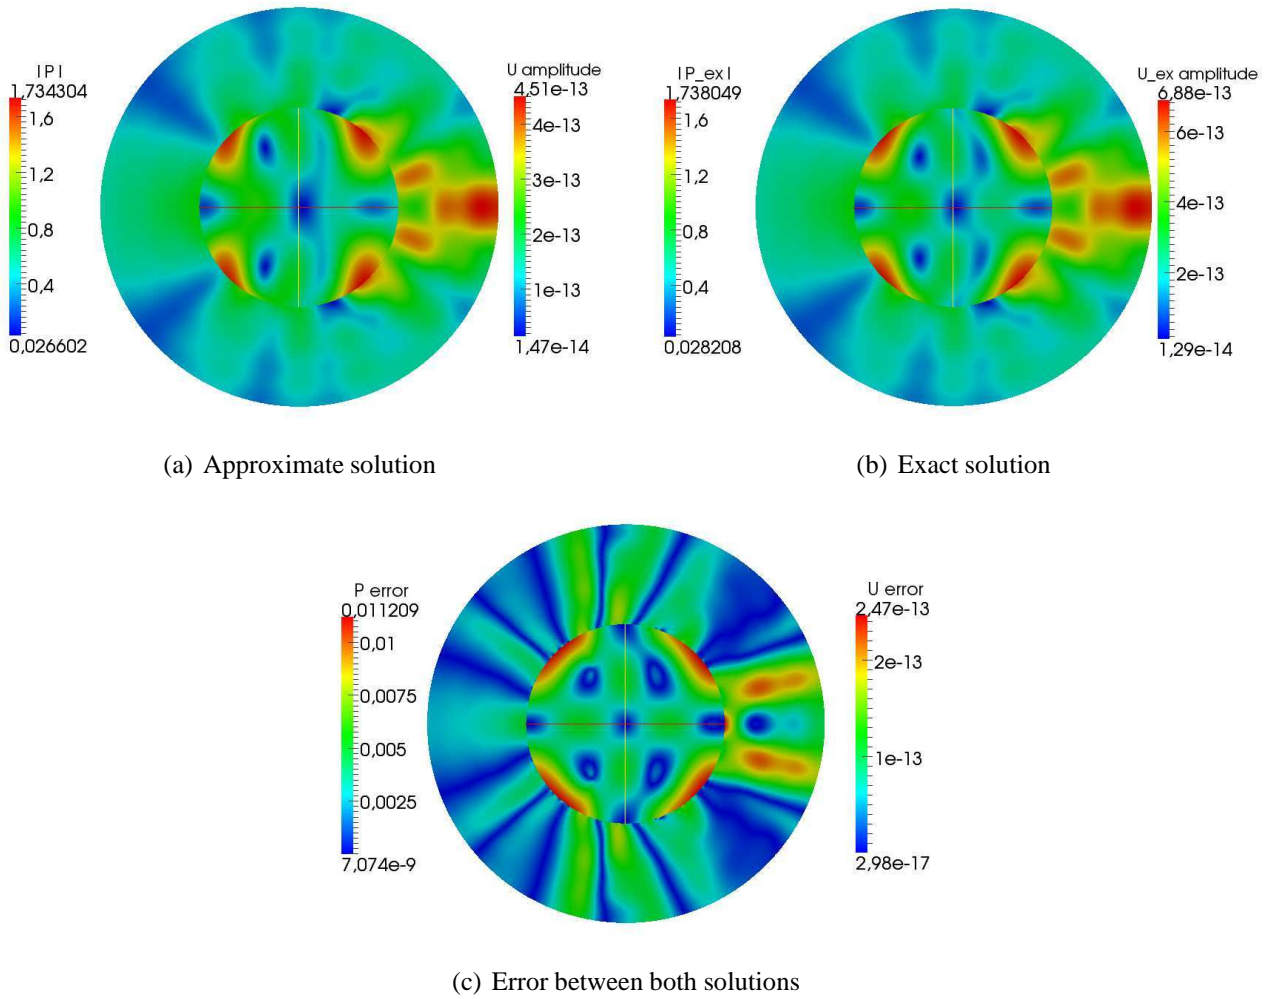 | P |
1,734304
1,6
1,2
0,8
0,4
0,026602
U amplitude
4,51e-13
4e-13
3e-13
2e-13
1e-13
1,47e-14
(a) Approximate solution
| P_ex |
1,738049
1,6
1,2
0,8
0,4
0,028208
U_ex amplitude
6,88e-13
6e-13
4e-13
2e-13
1,29e-14
(b) Exact solution
P error
0,011209
0,01
0,0075
0,005
0,0025
7,074e-9
U error
2,47e-13
2e-13
1e-13
2,98e-17
(c) Error between both solutions